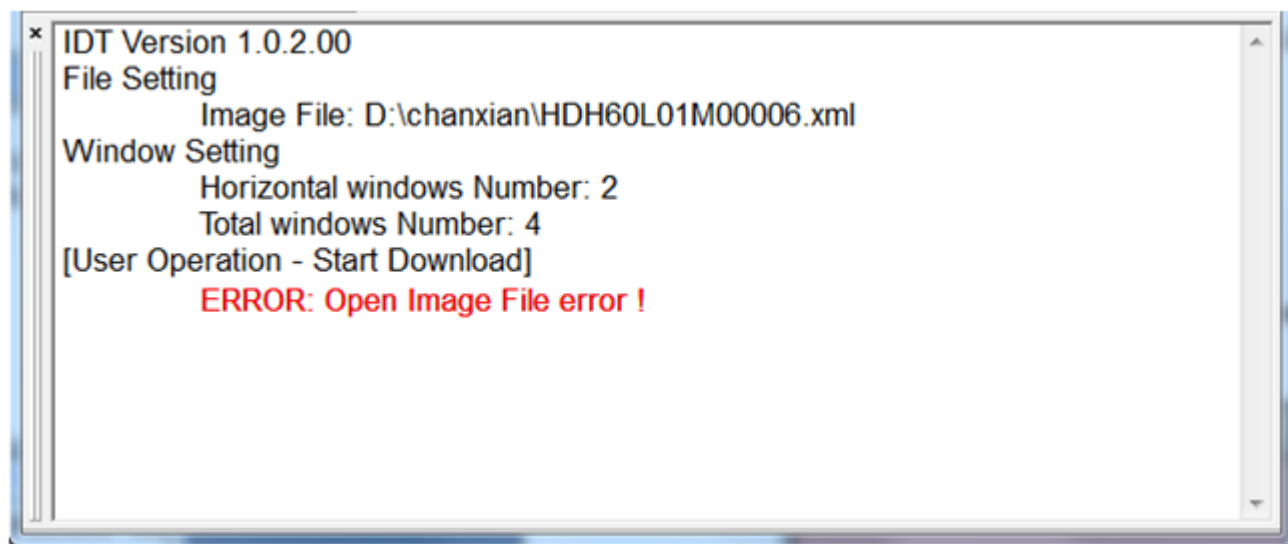 IDT Version 1.0.2.00
File Setting
Image File: D:\chanxian\HDH60L01M00006.xml
Window Setting
Horizontal windows Number: 2
Total windows Number: 4
[User Operation - Start Download]
ERROR: Open Image File error !